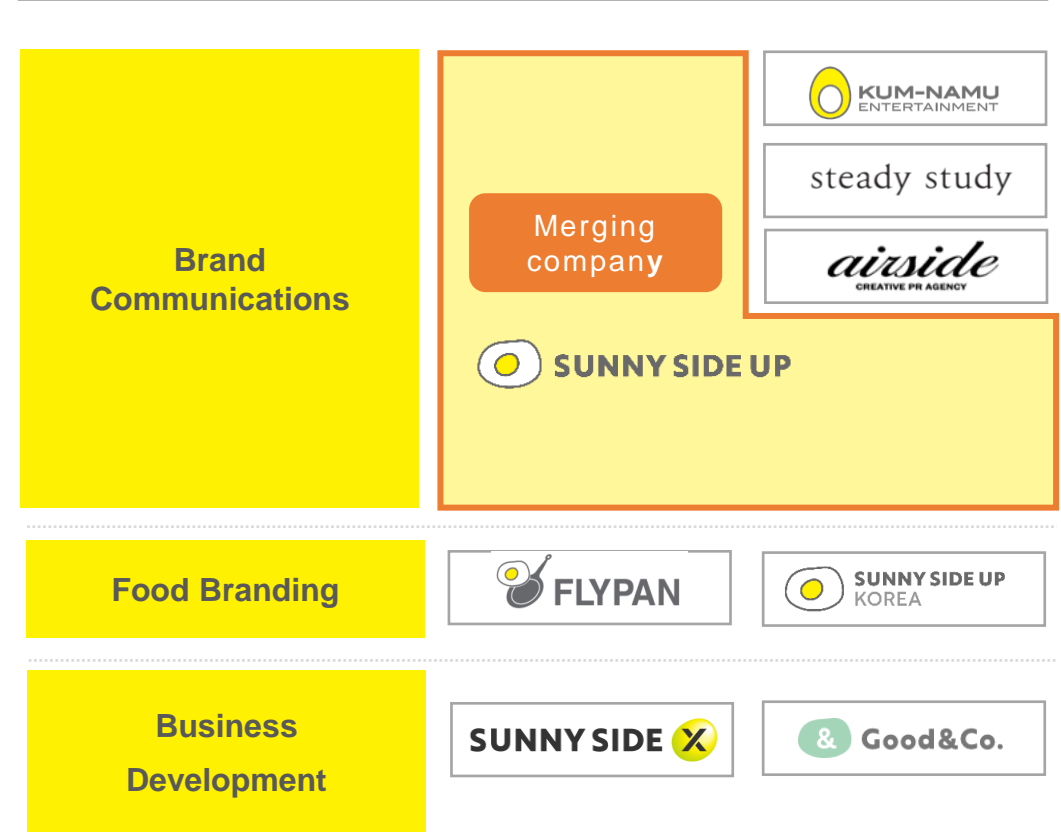 Brand
Communications
Merging
company
SUNNY SIDE UP
KUM-NAMU
ENTERTAINMENT
steady study
airside
CREATIVE PR AGENCY
Food Branding
FLYPAN
SUNNY SIDE UP
KOREA
Business
Development
SUNNY SIDE X
& Good&Co.